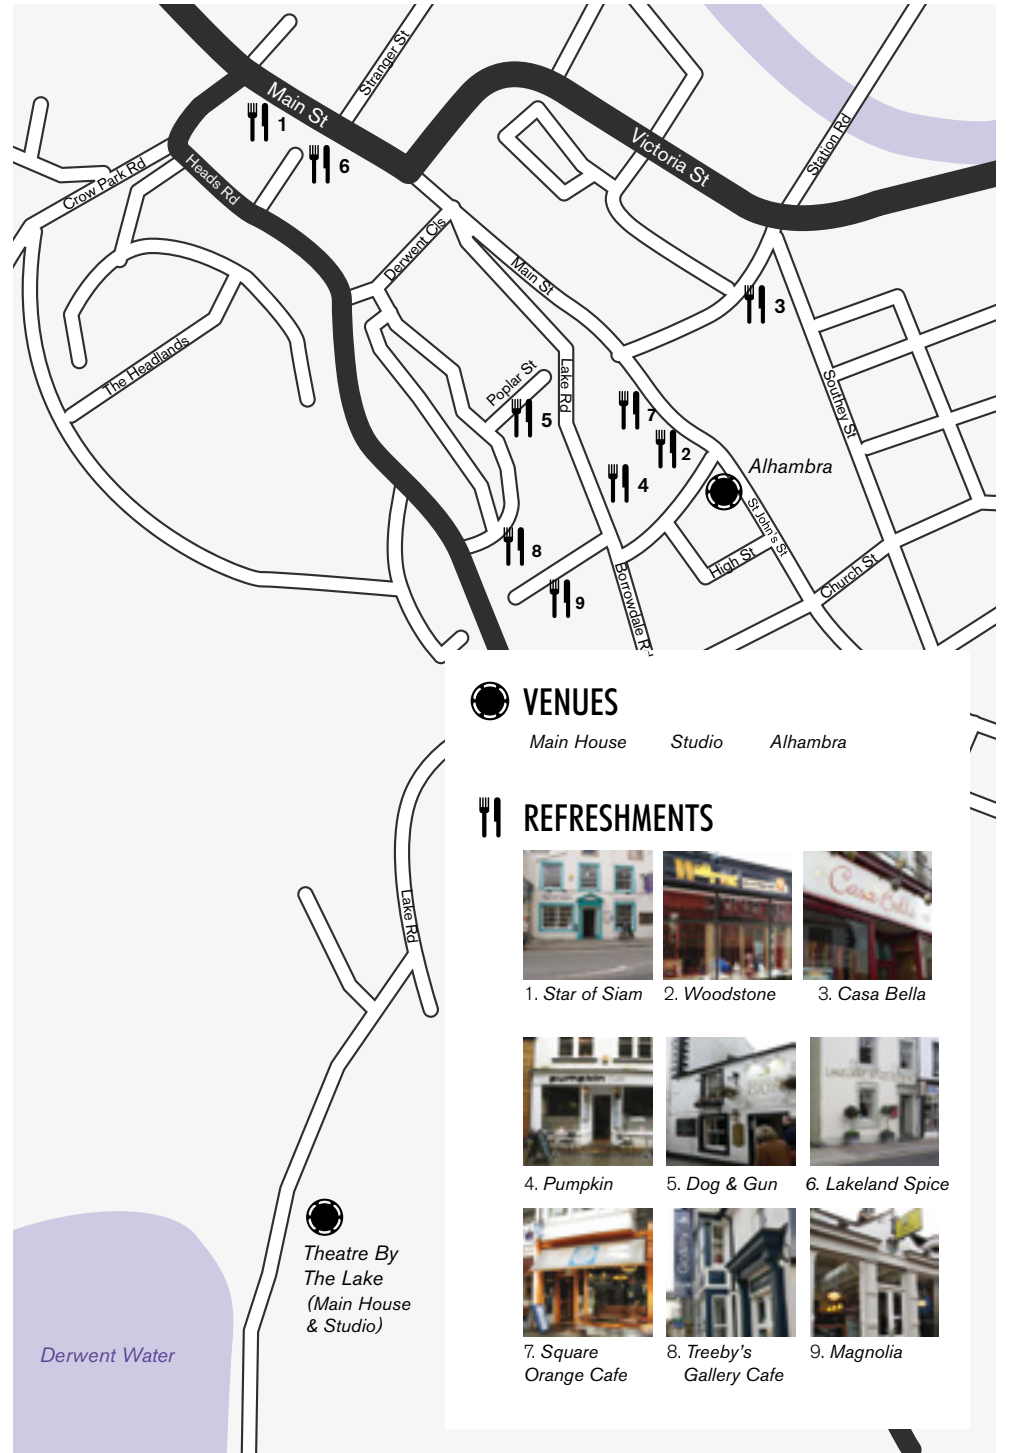 Stranger St
Main St
1
6
Victoria St
Station Rd
Crow Park Rd
Heads Rd
Derwent Cls
Main St
3
The Headlands
Poplar St
Lake Rd
Southey St
5
7
2
4
Alhambra
St John's St
8
High St
Church St
9
Borrowdale Rd
VENUES
Main House Studio Alhambra
REFRESHMENTS
Casa Bella
1. Star of Siam 2. Woodstone 3. Casa Bella
Lake Rd
pumpkin
4. Pumpkin 5. Dog & Gun 6. Lakeland Spice
Theatre By
The Lake
(Main House
& Studio)
Derwent Water
7. Square
Orange Cafe
8. Treeby's
Gallery Cafe
9. Magnolia